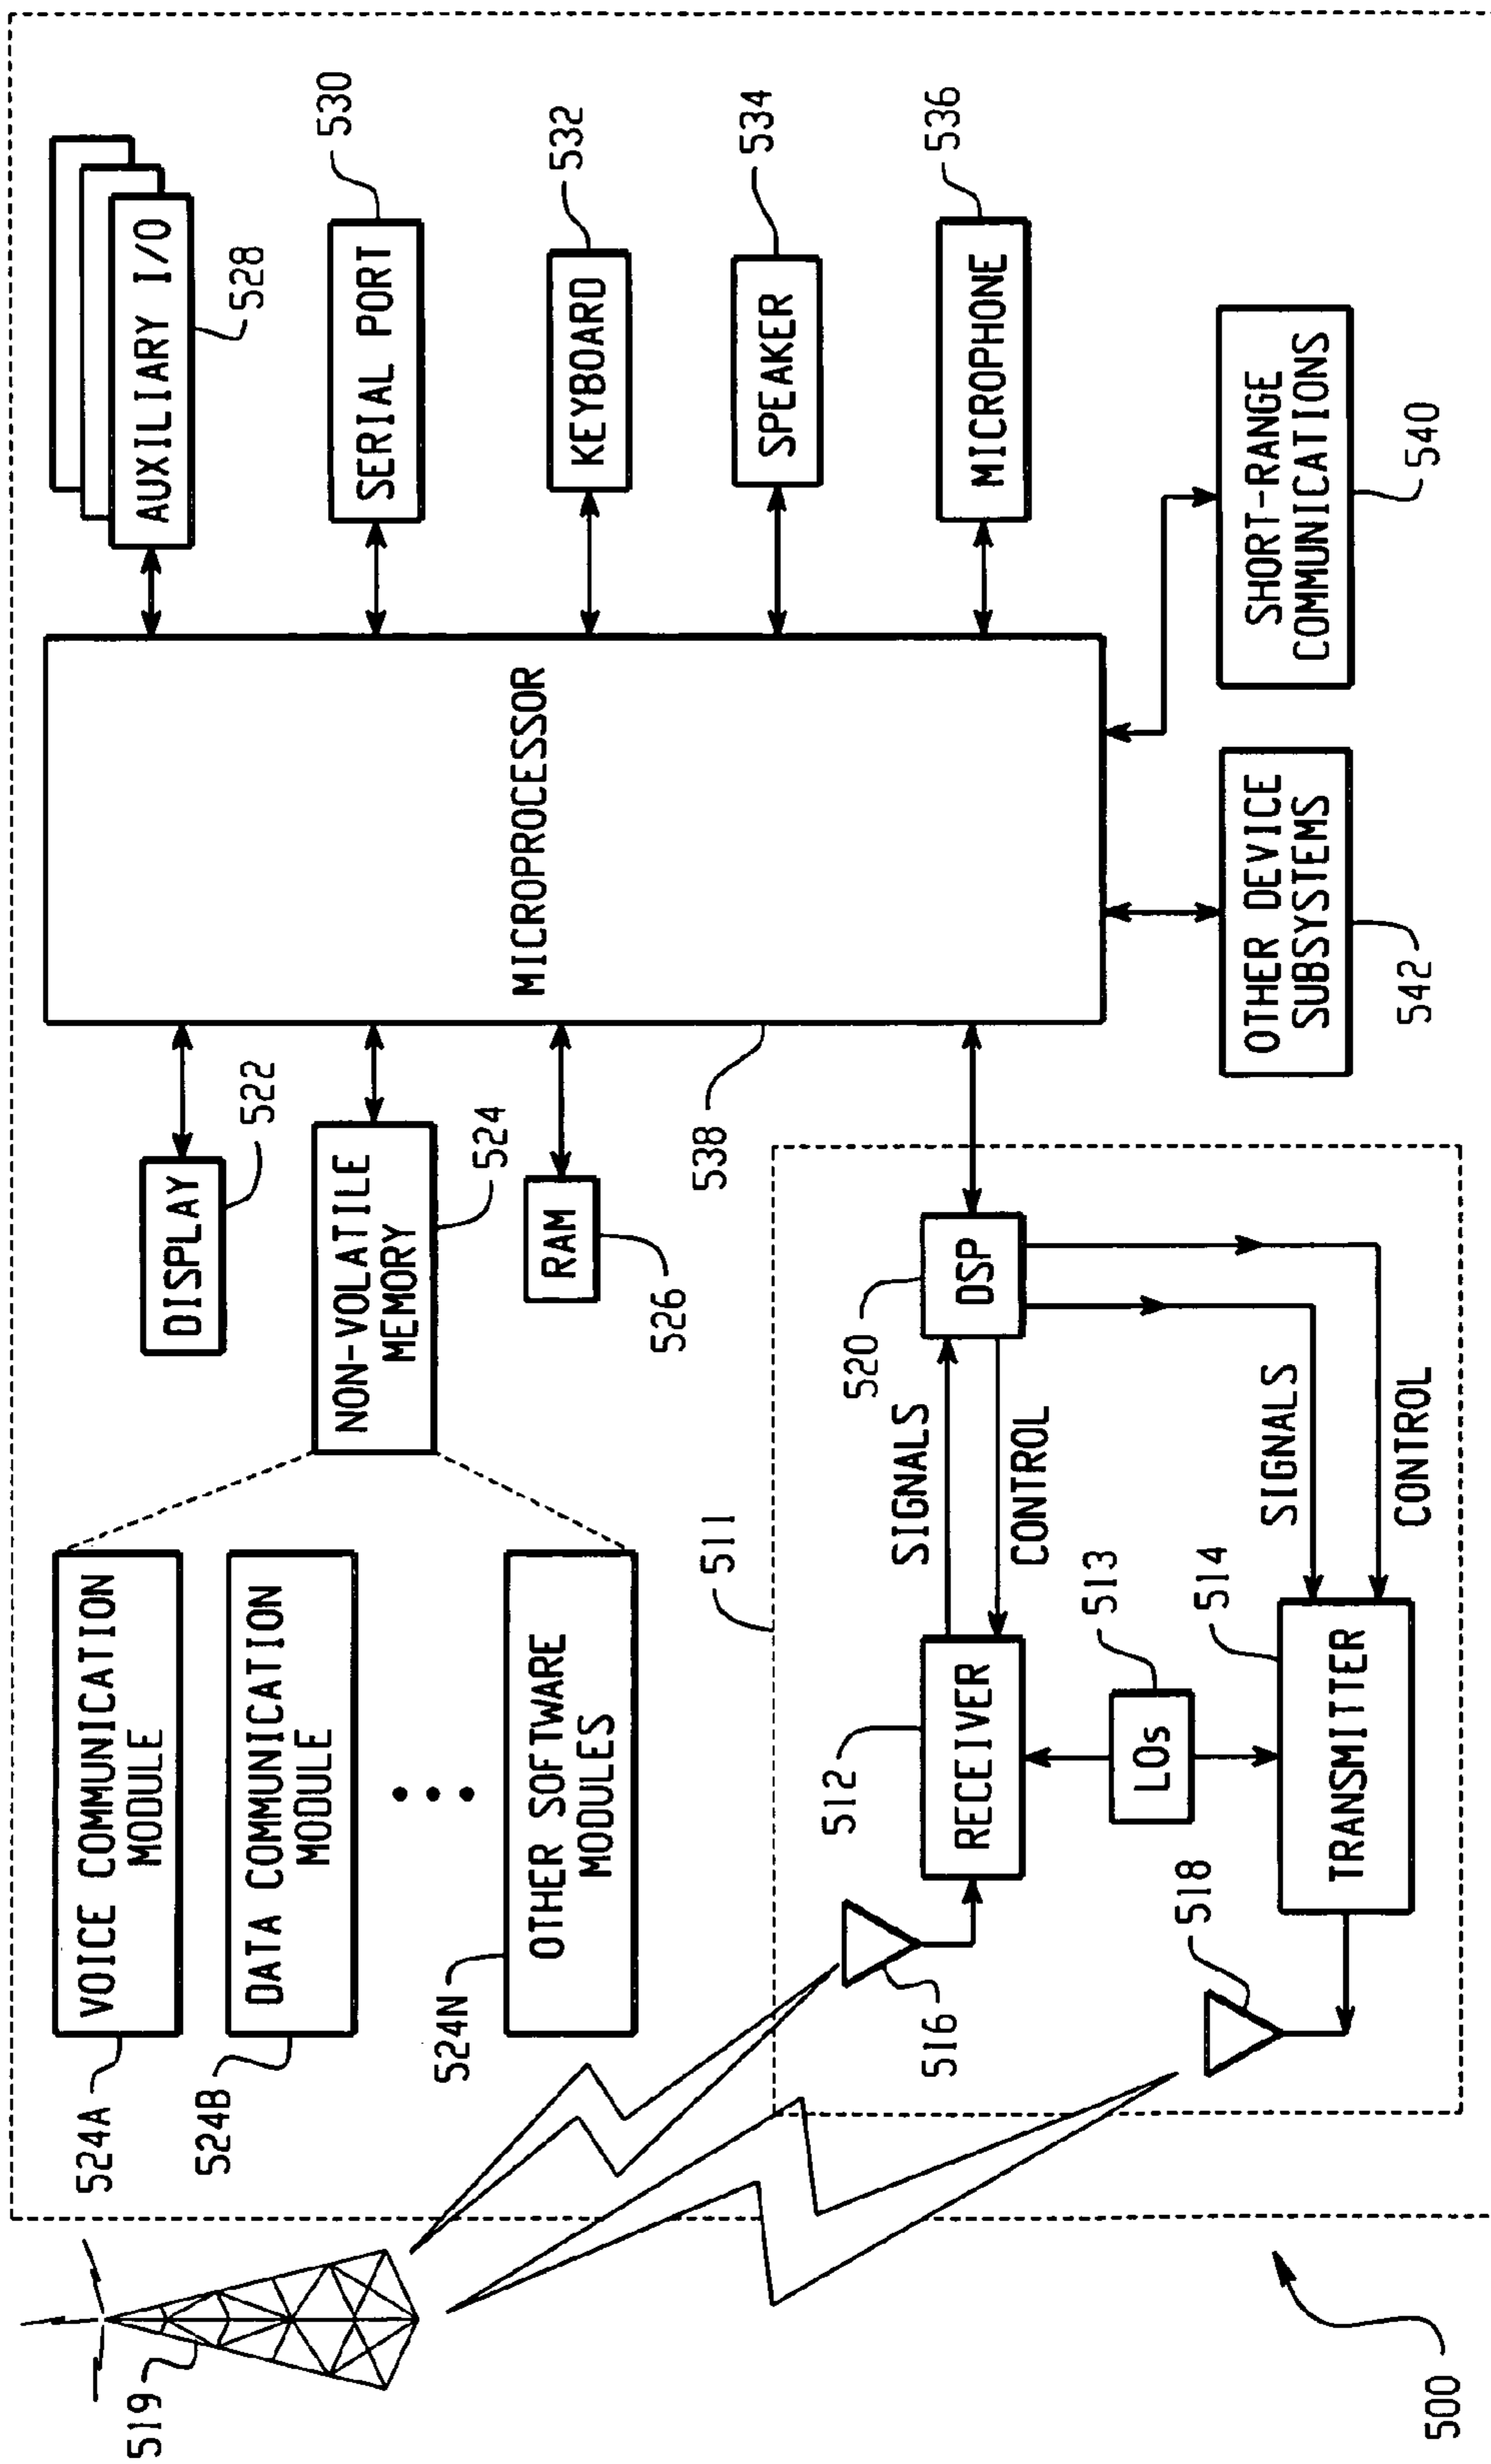 519
524A
VOICE COMMUNICATION
MODULE
524B
DATA COMMUNICATION
MODULE
524N
OTHER SOFTWARE
MODULES
DISPLAY
522
NON-VOLATILE
MEMORY
524
RAM
526
538
MICROPROCESSOR
AUXILIARY I/O
528
SERIAL PORT
530
KEYBOARD
532
SPEAKER
534
MICROPHONE
536
511
516
512
RECEIVER
SIGNALS
CONTROL
520
DSP
LOs
513
518
TRANSMITTER
514
SIGNALS
CONTROL
OTHER DEVICE
SUBSYSTEMS
542
SHORT-RANGE
COMMUNICATIONS
540
500